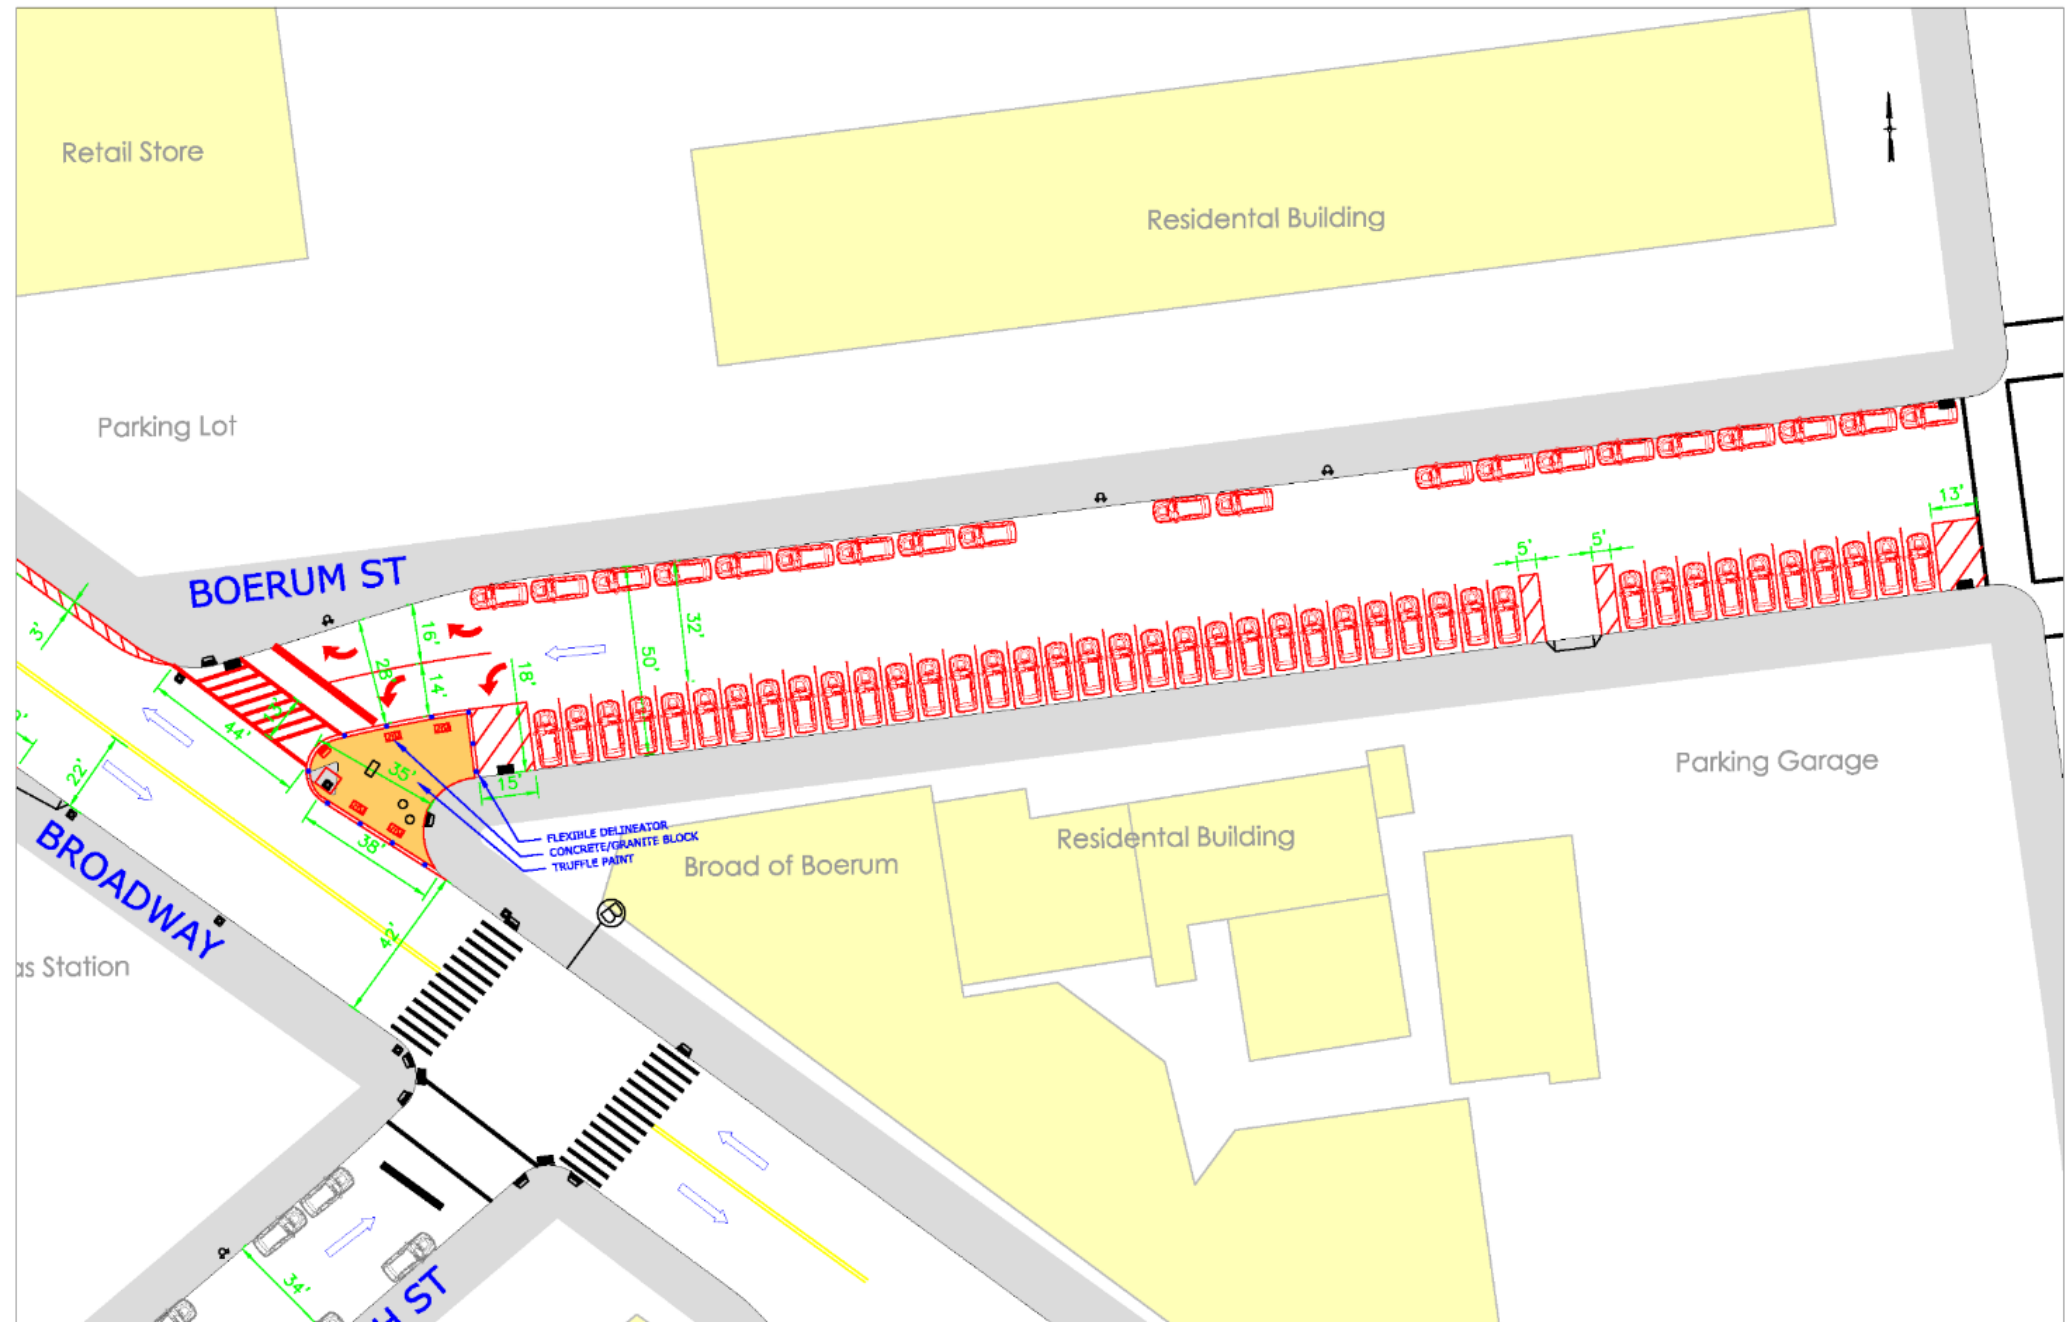 Retail Store
Residental Building
Parking Lot
BOERUM ST
13'
5'
5'
3'
16'
28'
14'
18'
50'
32'
44'
22'
35'
15'
38'
42'
FLEXIBLE DELINEATOR
CONCRETE/GRANITE BLOCK
TRUFFLE PAINT
Parking Garage
Residental Building
Broad of Boerum
BROADWAY
as Station
34'
H ST